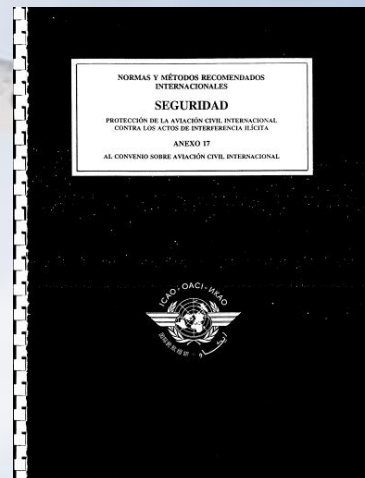 NORMAS Y MÉTODOS RECOMENDADOS
INTERNACIONALES
SEGURIDAD
PROTECCIÓN DE LA AVIACIÓN CIVIL INTERNACIONAL
CONTRA LOS ACTOS DE INTERFERENCIA ILÍCITA
ANEXO 17
AL CONVENIO SOBRE AVIACIÓN CIVIL INTERNACIONAL
ICAO · OACI · ИКАО